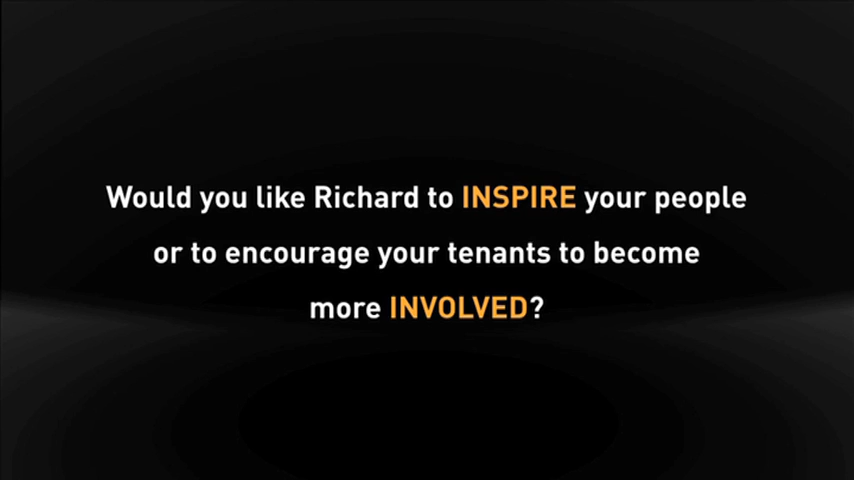 Would you like Richard to INSPIRE your people
or to encourage your tenants to become
more INVOLVED?